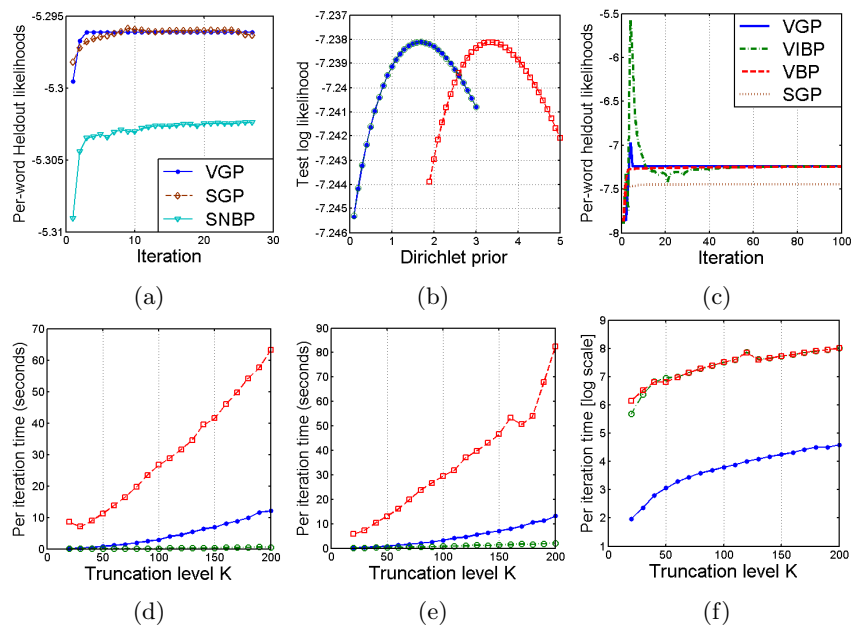 -5.295
-5.3
-5.305
-5.31
Per-word Heldout likelihoods
VGP
SGP
SNBP
0 10 20 30
Iteration
(a)
-7.237
-7.238
-7.239
-7.24
-7.241
-7.242
-7.243
-7.244
-7.245
-7.246
Test log likelihood
0 1 2 3 4 5
Dirichlet prior
(b)
-5.5
-6
-6.5
-7
-7.5
-8
Per-word heldout likelihoods
VGP
VIBP
VBP
SGP
0 20 40 60 80 100
Iteration
(c)
70
60
50
40
30
20
10
0
Per iteration time (seconds)
0 50 100 150 200
Truncation level K
(d)
90
80
70
60
50
40
30
20
10
0
Per iteration time (seconds)
0 50 100 150 200
Truncation level K
(e)
9
8
7
6
5
4
3
2
1
Per iteration time [log scale]
0 50 100 150 200
Truncation level K
(f)